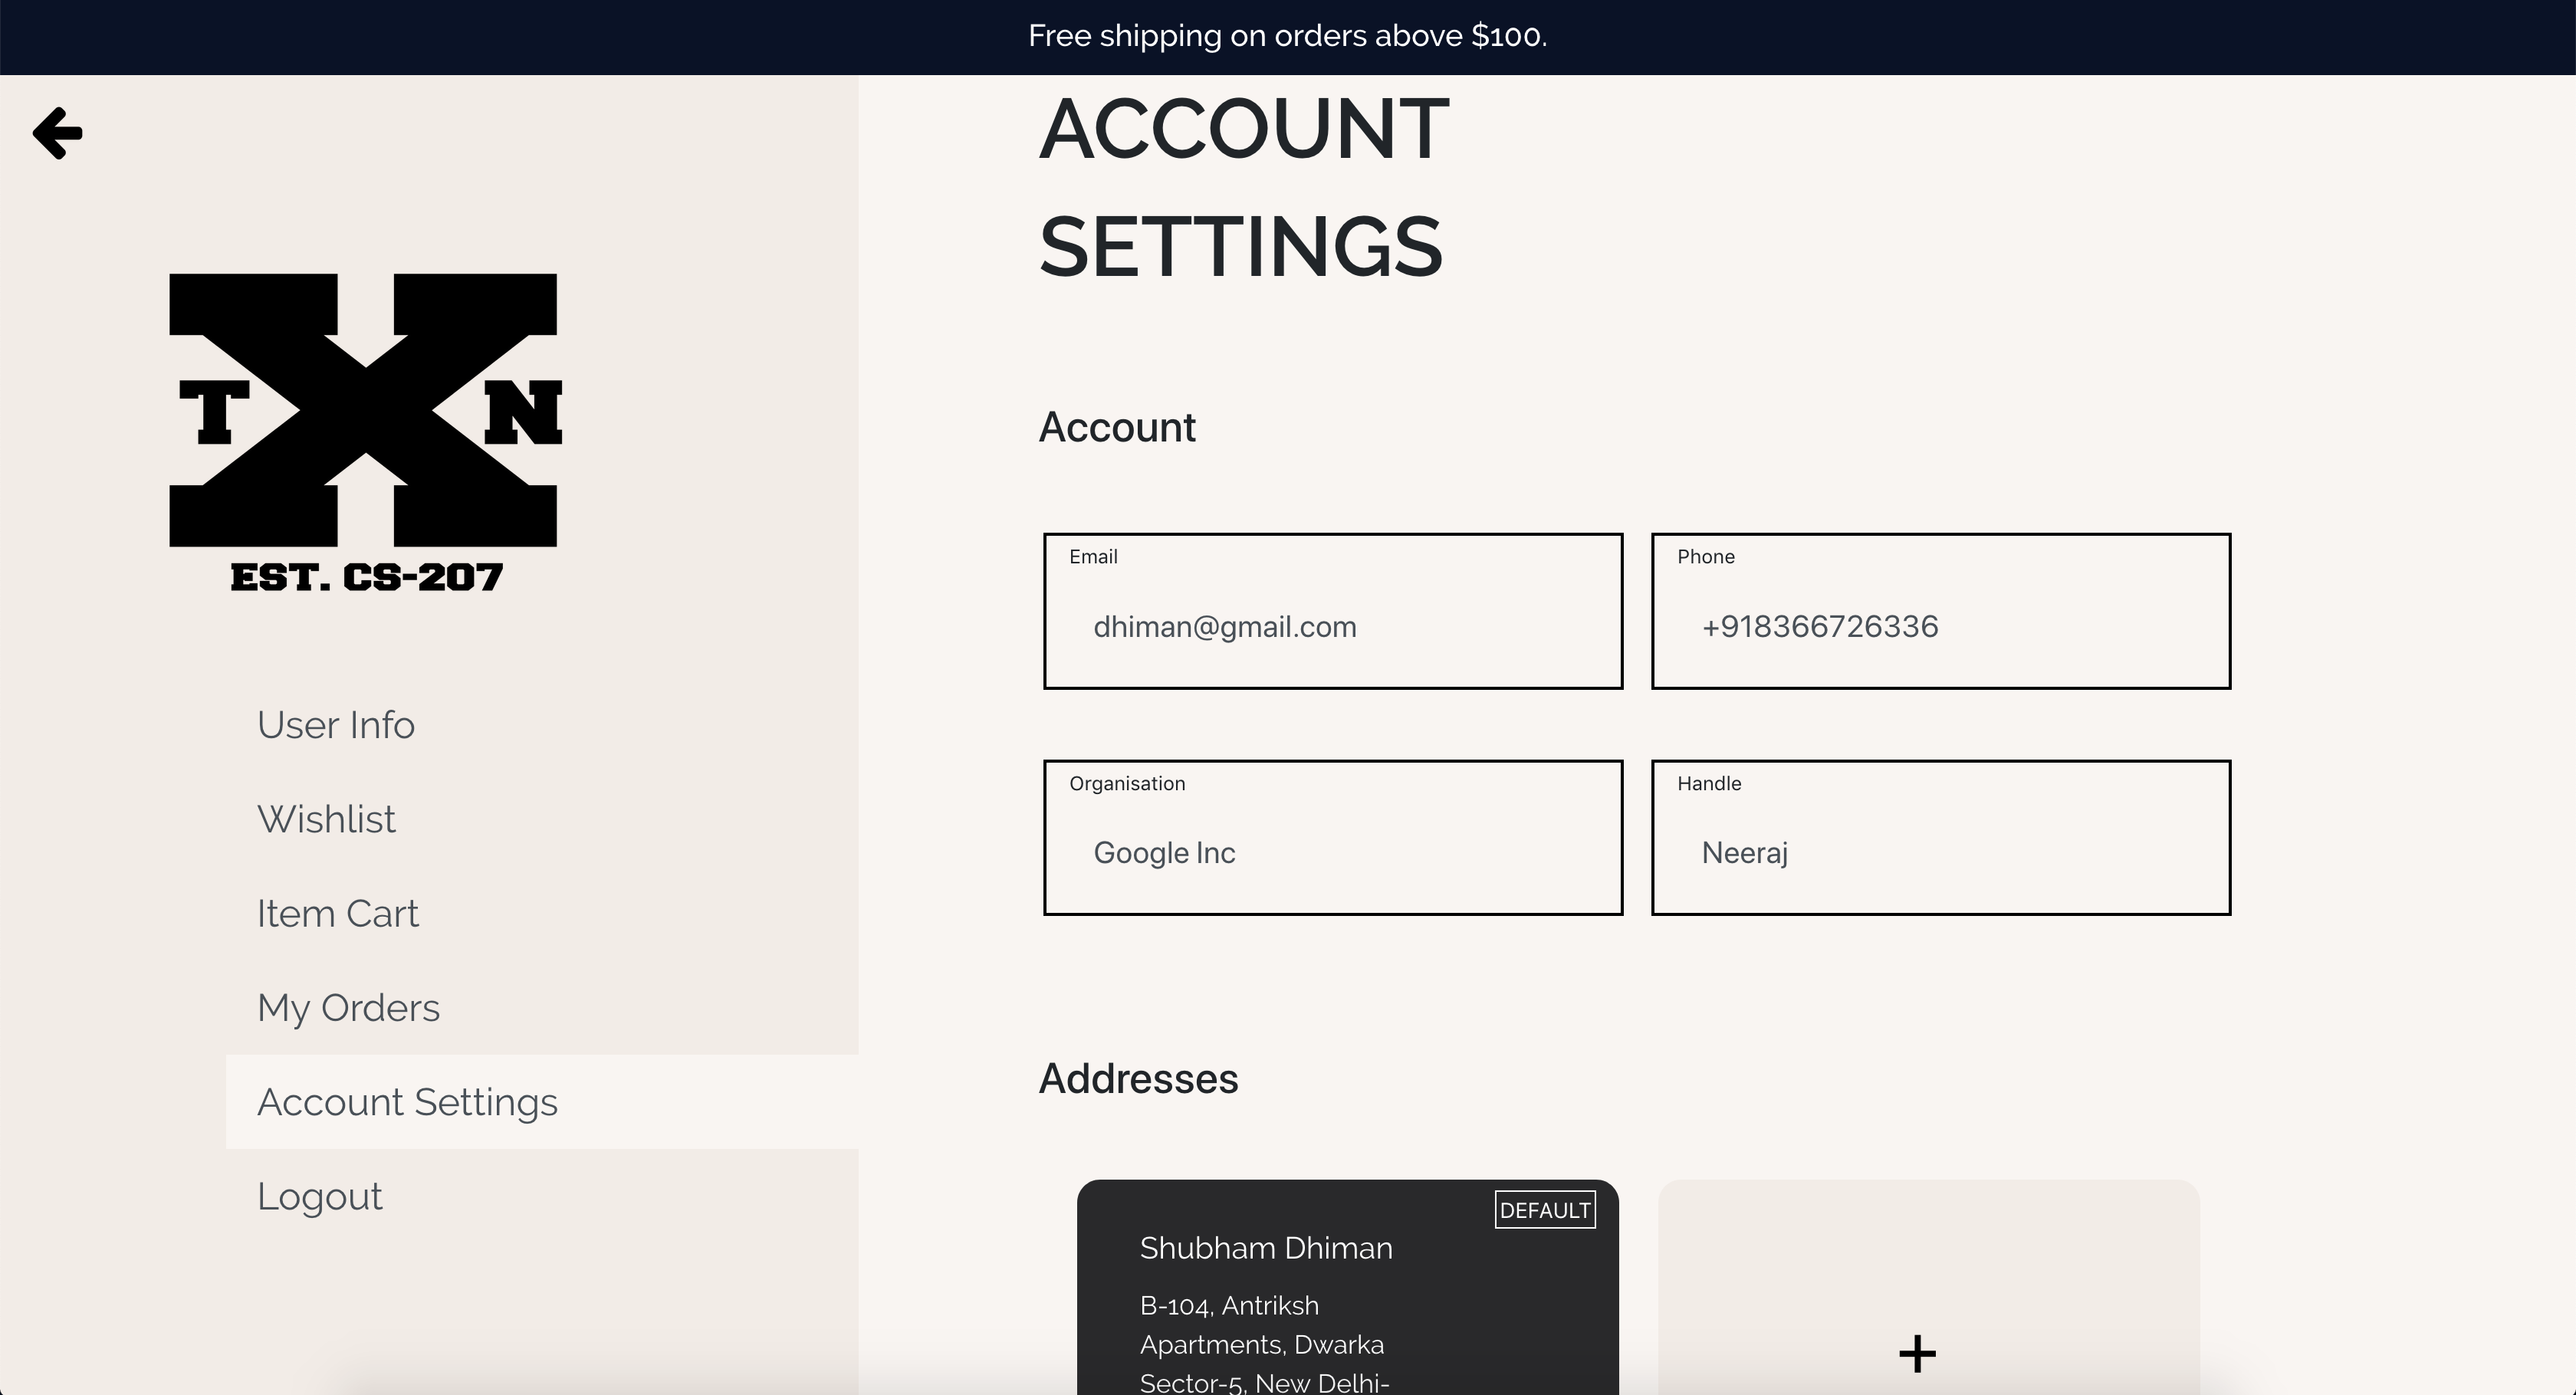 Free shipping on orders above $100.
T X N
EST. CS-207
User Info
Wishlist
Item Cart
My Orders
Account Settings
Logout
ACCOUNT
SETTINGS
Account
Email
dhiman@gmail.com
Phone
+918366726336
Organisation
Google Inc
Handle
Neeraj
Addresses
DEFAULT
Shubham Dhiman
B-104, Antriksh
Apartments, Dwarka
Sector-5, New Delhi-
+